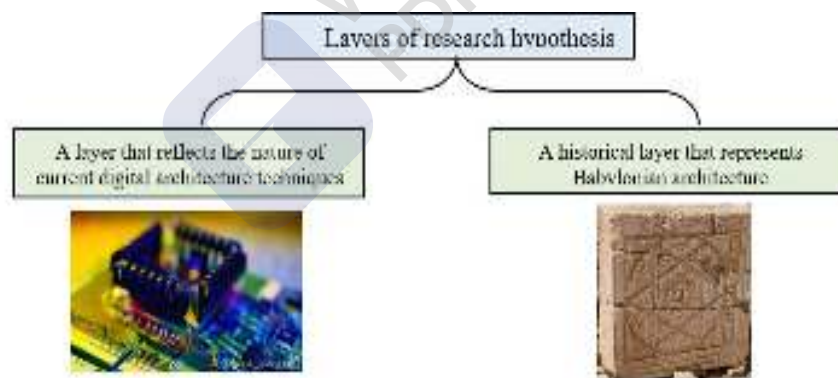 Layers of research hypothesis
A layer that reflects the nature of
current digital architecture techniques
A historical layer that represents
Babylonian architecture